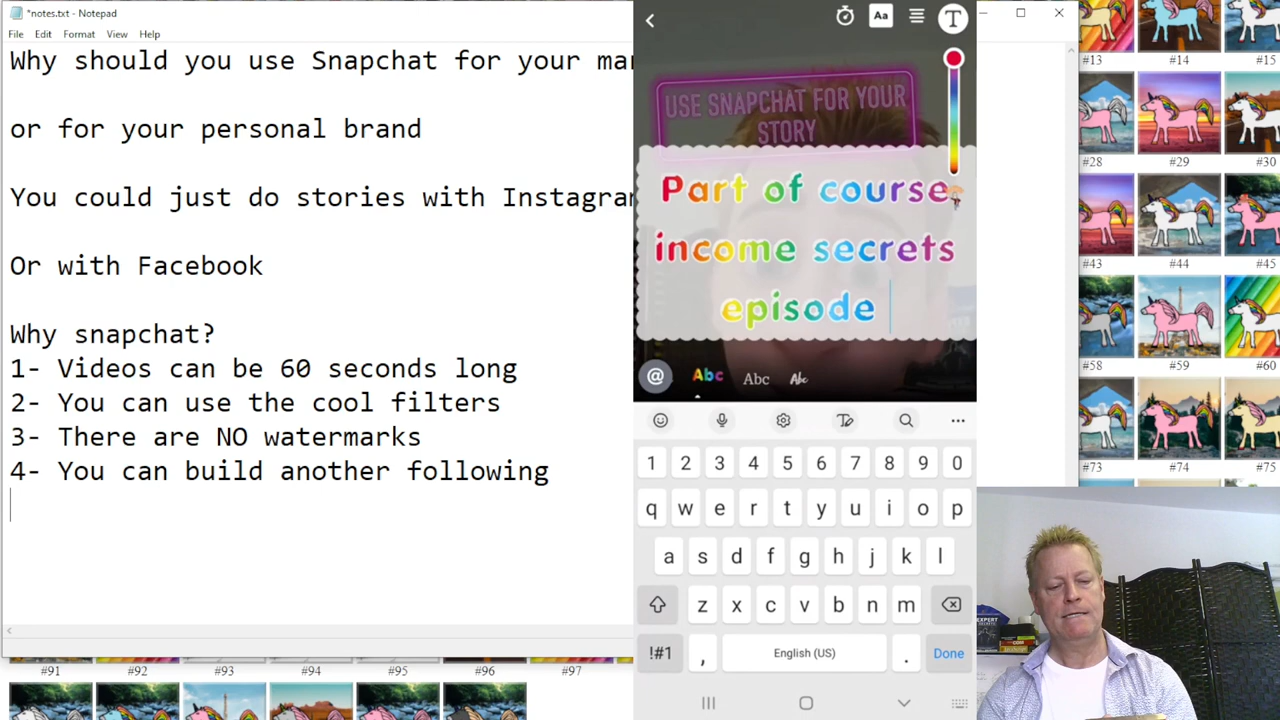 *notes.txt - Notepad
File Edit Format View Help
Why should you use Snapchat for your mar
or for your personal brand
You could just do stories with Instagram
Or with Facebook
Why snapchat?
1- Videos can be 60 seconds long
2- You can use the cool filters
3- There are NO watermarks
4- You can build another following
Aa
T
USE SNAPCHAT FOR YOUR
STORY
Part of course
income secrets
episode
@ Abc Abc Abc
1 2 3 4 5 6 7 8 9 0
q w e r t y u i o p
a s d f g h j k l
z x c v b n m
!#1 , English (US) . Done
#13 #14 #15
#28 #29 #30
#43 #44 #45
#58 #59 #60
#73 #74 #75
#91 #92 #93 #94 #95 #96 #97
EXPERT
SECRETS